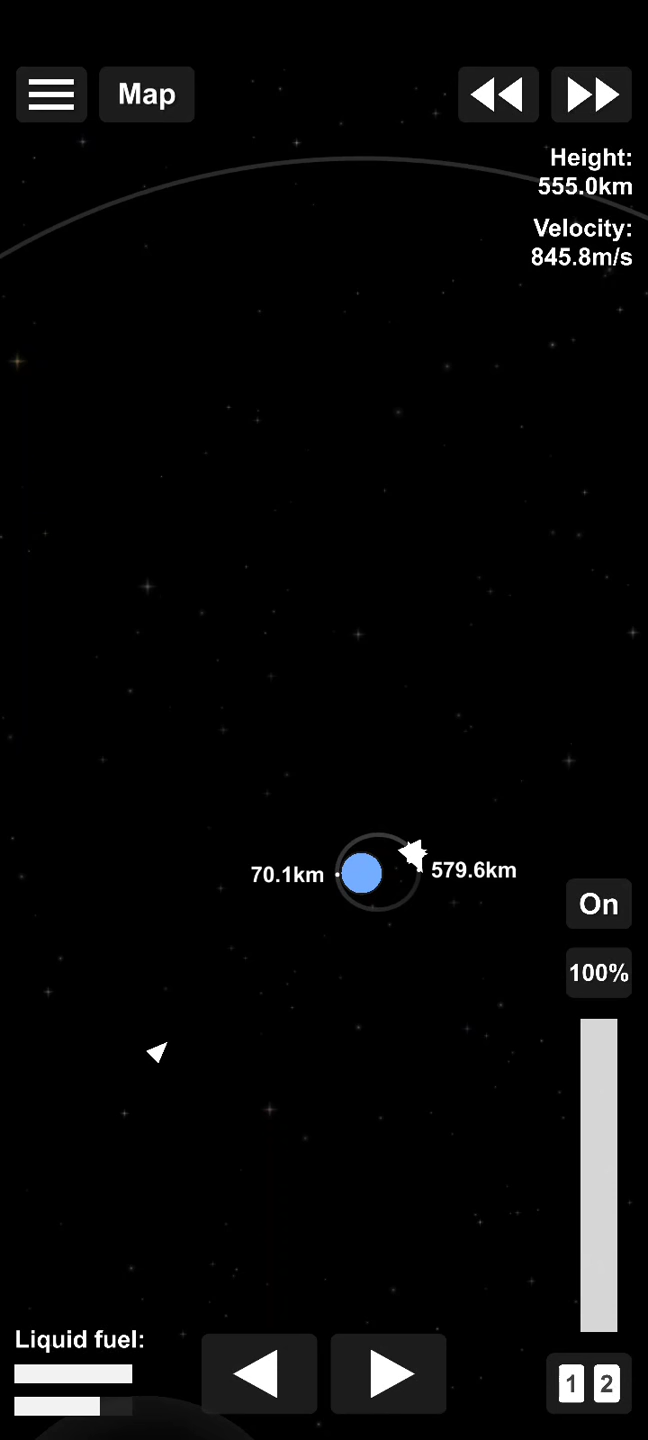 Map
Height:
555.0km
Velocity:
845.8m/s
70.1km
579.6km
On
100%
Liquid fuel:
1 2